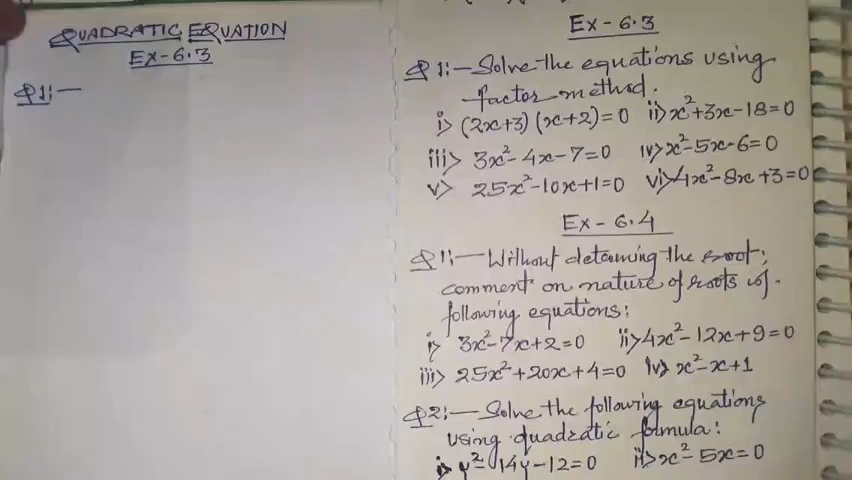 QUADRATIC EQUATION
Ex-6.3
Q1:-
Ex-6.3
Q1:- Solve the equations using
factor method.
i> (2x+3)(x+2)=0 ii> x²+3x-18=0
iii> 3x²-4x-7=0 iv> x²-5x-6=0
v> 25x²-10x+1=0 vi> 4x²-8x+3=0
Ex-6.4
Q1:- Without determing the root;
comment on nature of roots of
following equations:
i> 3x²-7x+2=0 ii> 4x²-12x+9=0
iii> 25x²+20x+4=0 iv> x²-x+1
Q2:- Solve the following equations
using quadratic formula:
i> y²-14y-12=0 ii> x²-5x=0